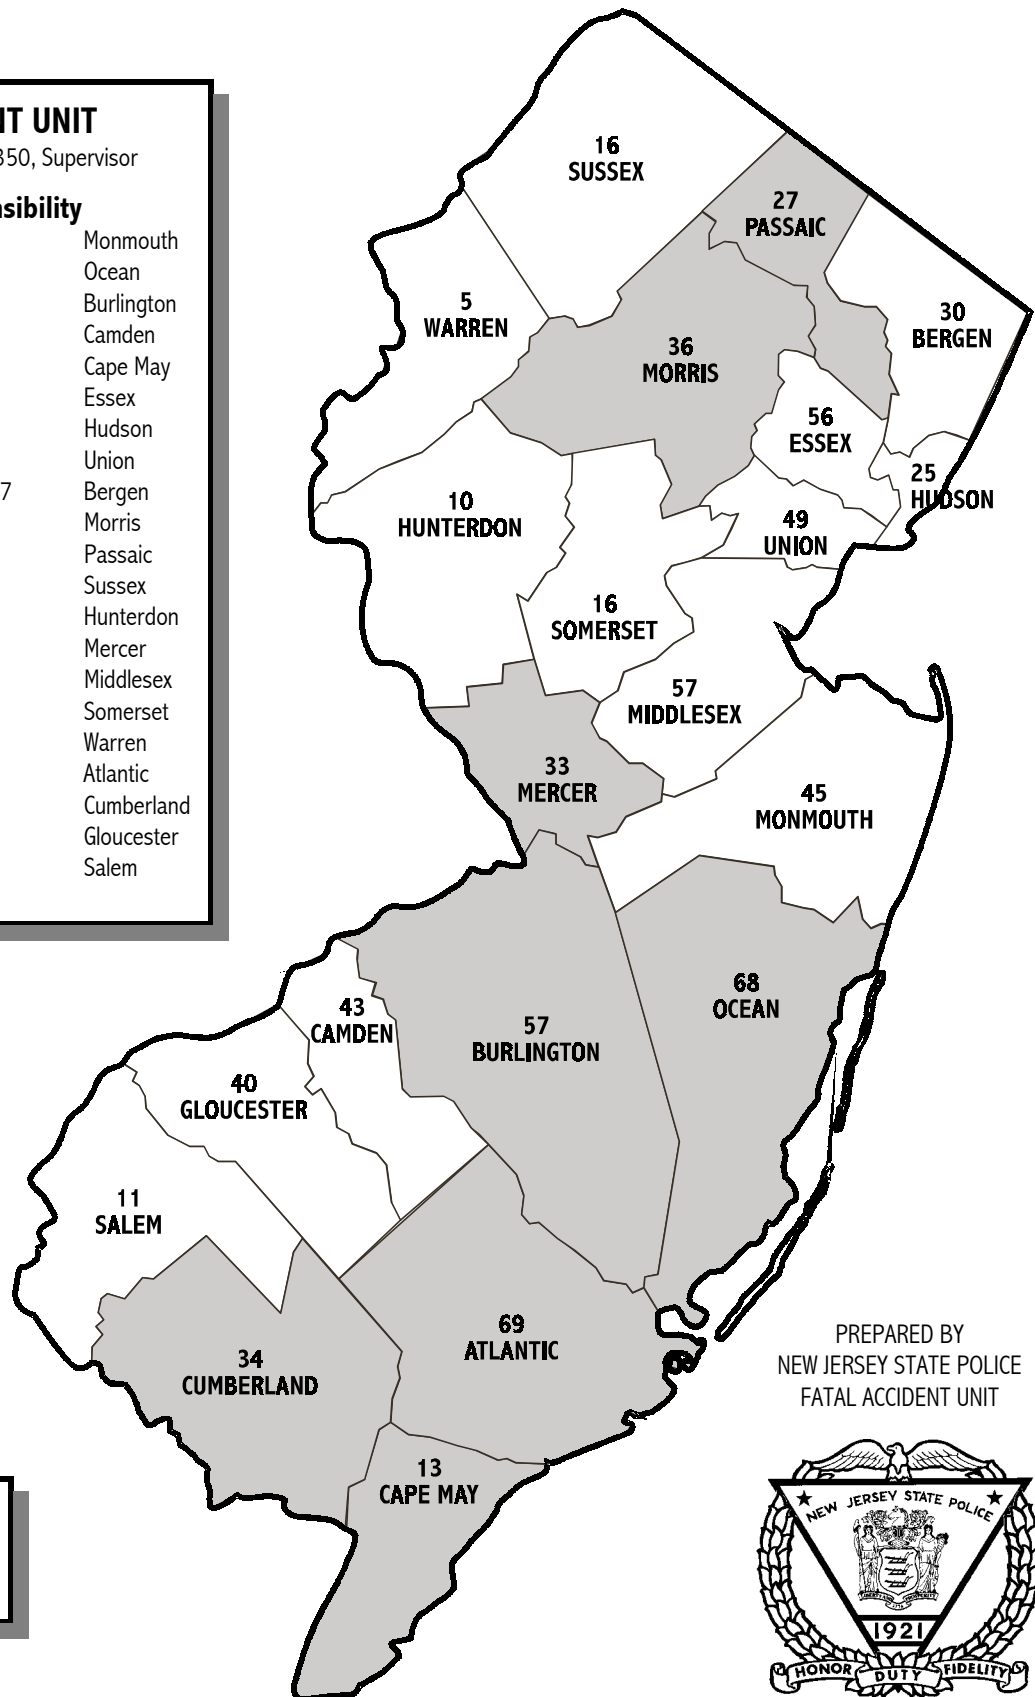 IT UNIT
350, Supervisor
sibility
Monmouth
Ocean
Burlington
Camden
Cape May
Essex
Hudson
Union
7 Bergen
Morris
Passaic
Sussex
Hunterdon
Mercer
Middlesex
Somerset
Warren
Atlantic
Cumberland
Gloucester
Salem
16
SUSSEX
27
PASSAIC
5
WARREN
30
BERGEN
36
MORRIS
56
ESSEX
25
HUDSON
10
HUNTERDON
49
UNION
16
SOMERSET
57
MIDDLESEX
33
MERCER
45
MONMOUTH
68
OCEAN
43
CAMDEN
57
BURLINGTON
40
GLOUCESTER
11
SALEM
69
ATLANTIC
34
CUMBERLAND
13
CAPE MAY
PREPARED BY
NEW JERSEY STATE POLICE
FATAL ACCIDENT UNIT
NEW JERSEY STATE POLICE
1921
HONOR DUTY FIDELITY